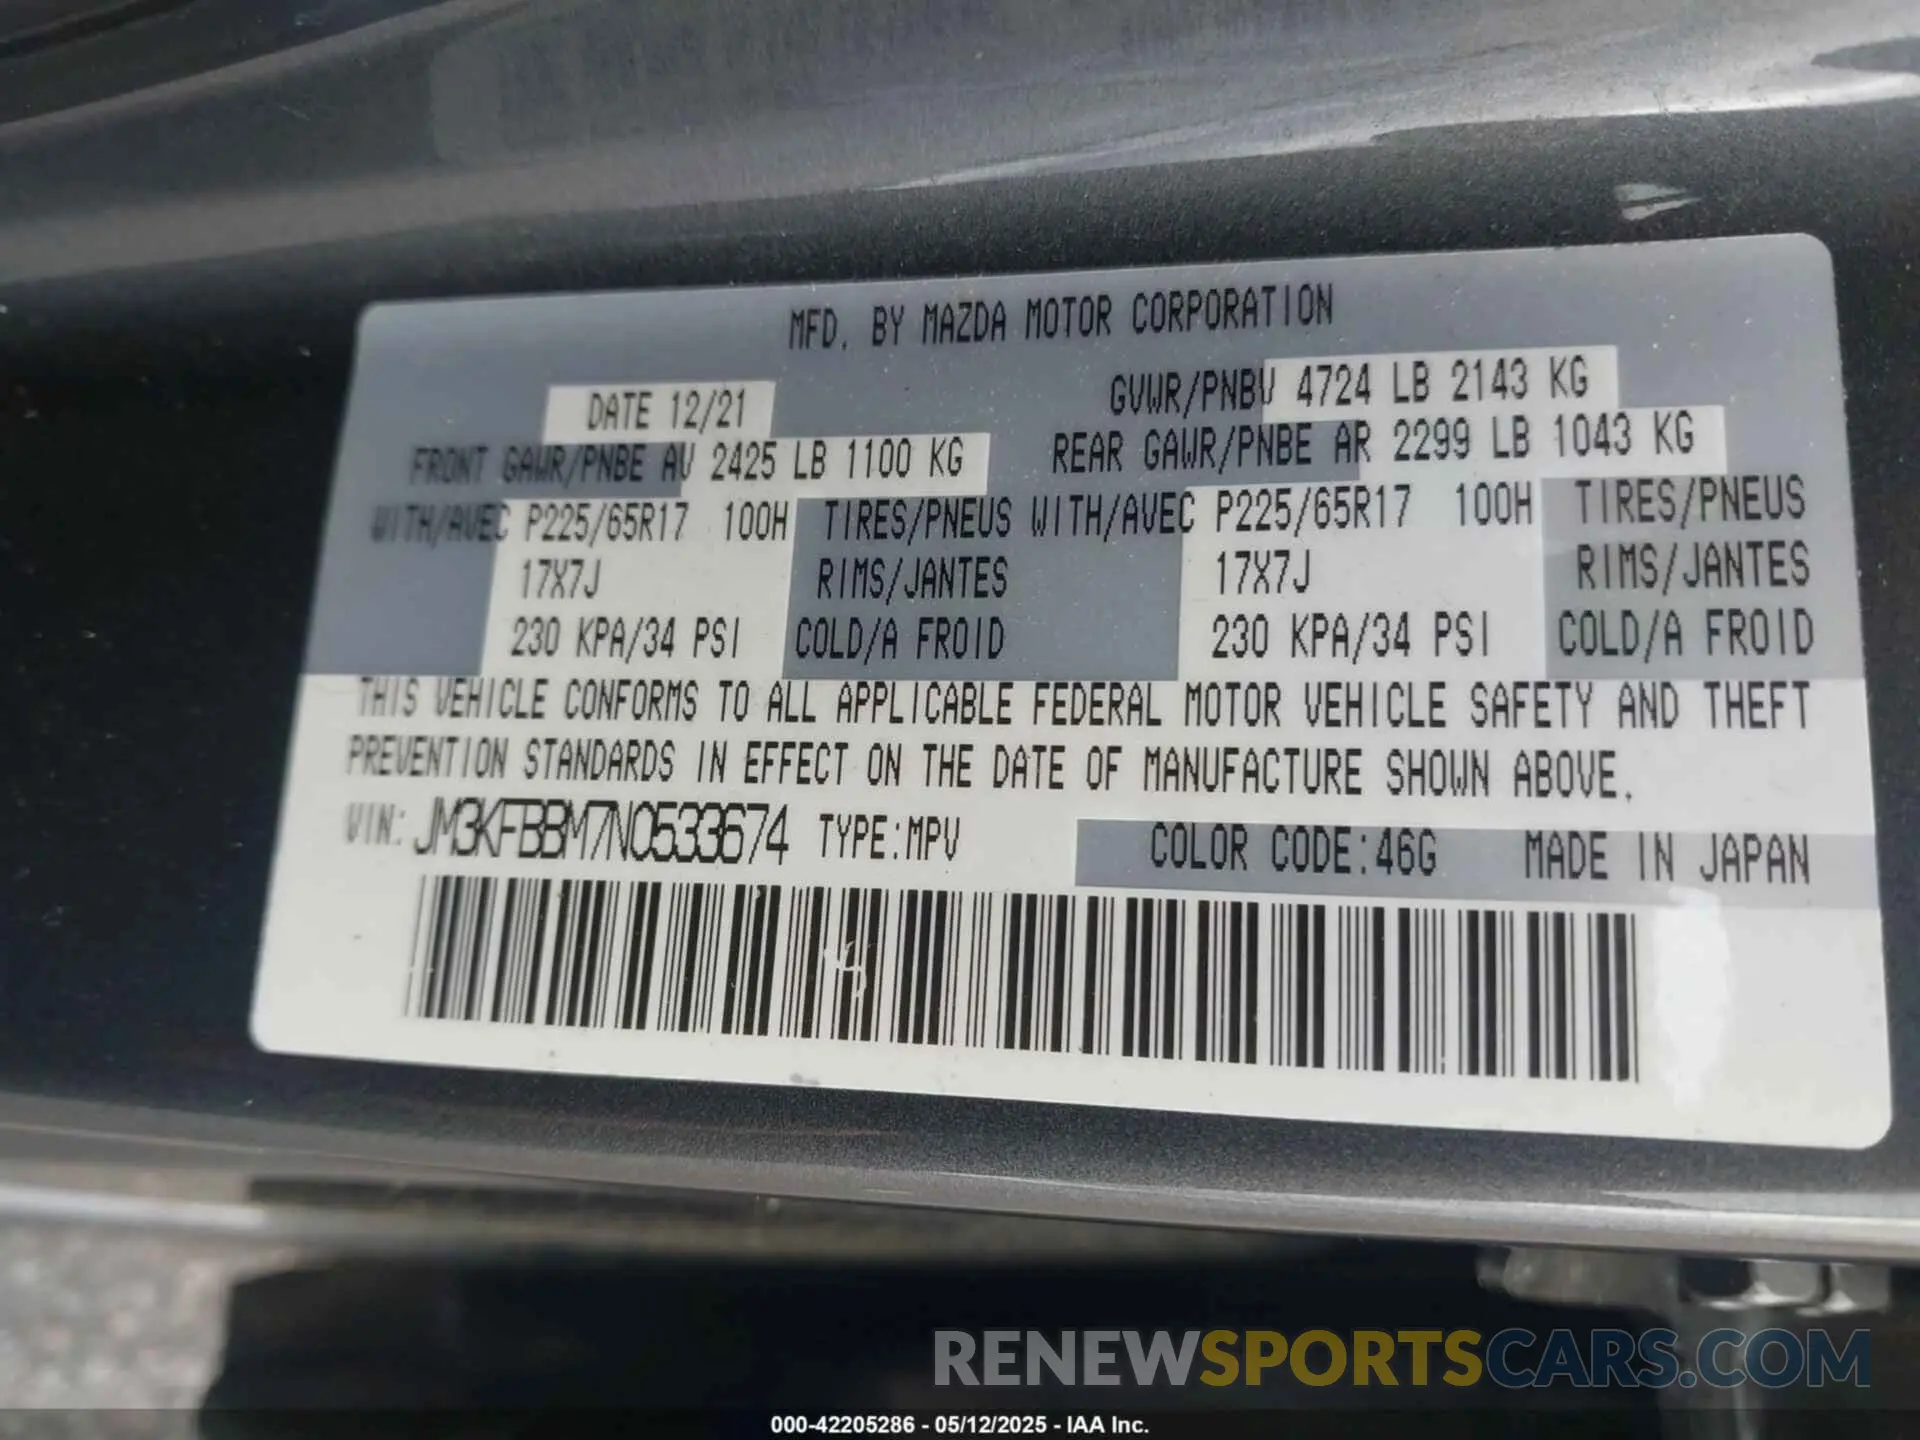 MFD. BY MAZDA MOTOR CORPORATION
DATE 12/21
GVWR/PNBV 4724 LB 2143 KG
FRONT GAWR/PNBE AV 2425 LB 1100 KG
REAR GAWR/PNBE AR 2299 LB 1043 KG
WITH/AVEC P225/65R17 100H TIRES/PNEUS WITH/AVEC P225/65R17 100H TIRES/PNEUS
17X7J RIMS/JANTES 17X7J RIMS/JANTES
230 KPA/34 PSI COLD/A FROID 230 KPA/34 PSI COLD/A FROID
THIS VEHICLE CONFORMS TO ALL APPLICABLE FEDERAL MOTOR VEHICLE SAFETY AND THEFT
PREVENTION STANDARDS IN EFFECT ON THE DATE OF MANUFACTURE SHOWN ABOVE.
VIN: JM3KFBBM7N0533674 TYPE:MPV COLOR CODE:46G MADE IN JAPAN
RENEWSPORTSCARS.COM
000-42205286 - 05/12/2025 - IAA Inc.